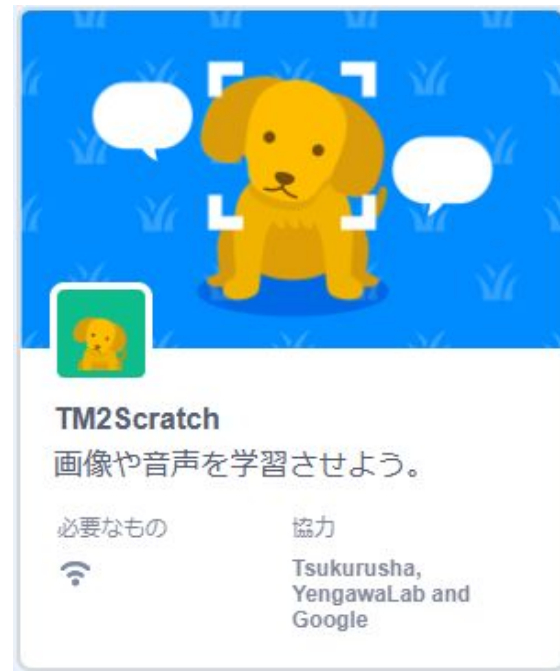 TM2Scratch
画像や音声を学習させよう。
必要なもの
協力
Tsukurusha,
YengawaLab and
Google